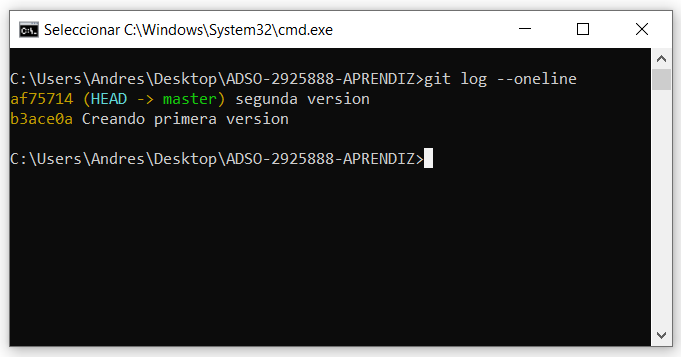 Seleccionar C:\Windows\System32\cmd.exe
C:\Users\Andres\Desktop\ADSO-2925888-APRENDIZ>git log --oneline
af75714 (HEAD -> master) segunda version
b3ace0a Creando primera version
C:\Users\Andres\Desktop\ADSO-2925888-APRENDIZ>